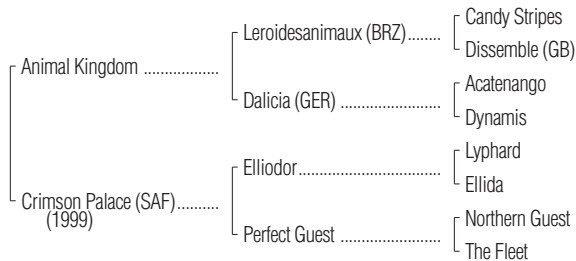 Candy Stripes
Leroidesanimaux (BRZ)........
Dissemble (GB)
Animal Kingdom ..................
Acatenango
Dalicia (GER) ........................
Dynamis
Lyphard
Elliodor..................................
Ellida
Crimson Palace (SAF)..........
(1999)
Northern Guest
Perfect Guest ........................
The Fleet